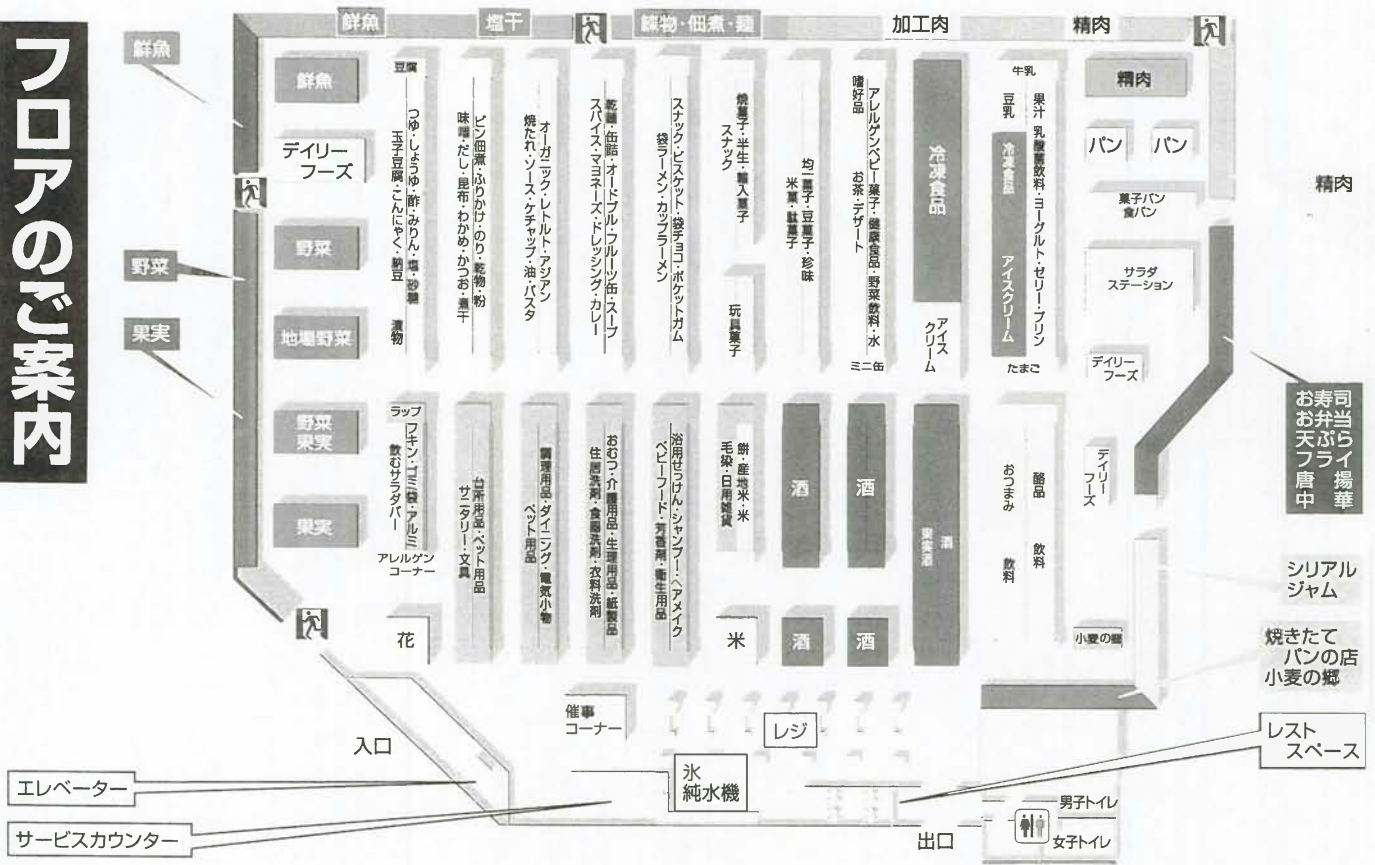 フロアのご案内
鮮魚
塩干
練物・佃煮・麺
加工肉
精肉
鮮魚
野菜
果実
鮮魚
デイリー
フーズ
野菜
地場野菜
野菜
果実
果実
豆腐
つゆ・しょうゆ・酢・みりん・塩・砂糖
玉子豆腐・こんにゃく・納豆
漬物
ビン佃煮・ふりかけ・のり・乾物・粉
味噌・だし・昆布・わかめ・かつお・煮干
オーガニック・レトルト・アジアン
焼たれ・ソース・ケチャップ・油・パスタ
乾麺・缶詰・オードブル・フルーツ缶・スープ
スパイス・マヨネーズ・ドレッシング・カレー
スナック・ビスケット・袋チョコ・ポケットガム
袋ラーメン・カップラーメン
焼菓子・半生・輸入菓子
スナック
玩具菓子
均一菓子・豆菓子・珍味
米菓・駄菓子
アレルゲンベビー菓子・健康食品・野菜飲料・水
嗜好品
お茶・デザート
ミニ缶
冷凍食品
アイス
クリーム
牛乳
果汁 乳酸菌飲料・ヨーグルト・ゼリー・プリン
豆乳
冷凍食品
アイスクリーム
たまご
精肉
パン
パン
菓子パン
食パン
サラダ
ステーション
デイリー
フーズ
デイリー
フーズ
小麦の郷
精肉
ラップ
フキン・ゴミ袋・アルミ
飲むサラダバー
アレルゲン
コーナー
花
台所用品・ペット用品
サニタリー・文具
調理用品・ダイニング・電気小物
ペット用品
おむつ・介護用品・生理用品・紙製品
住居洗剤・食器洗剤・衣料洗剤
浴用せっけん・シャンプー・ヘアメイク
ベビーフード・芳香剤・衛生用品
餅・産地米・米
毛染・日用雑貨
米
酒
酒
酒
酒
酒
果実酒
酪品
おつまみ
飲料
飲料
寿司
お弁当
お天ぷら
フライ
唐揚
中華
シリアル
ジャム
焼きたて
パンの店
小麦の郷
レスト
スペース
催事
コーナー
レジ
氷
純水機
入口
エレベーター
サービスカウンター
出口
男子トイレ
女子トイレ